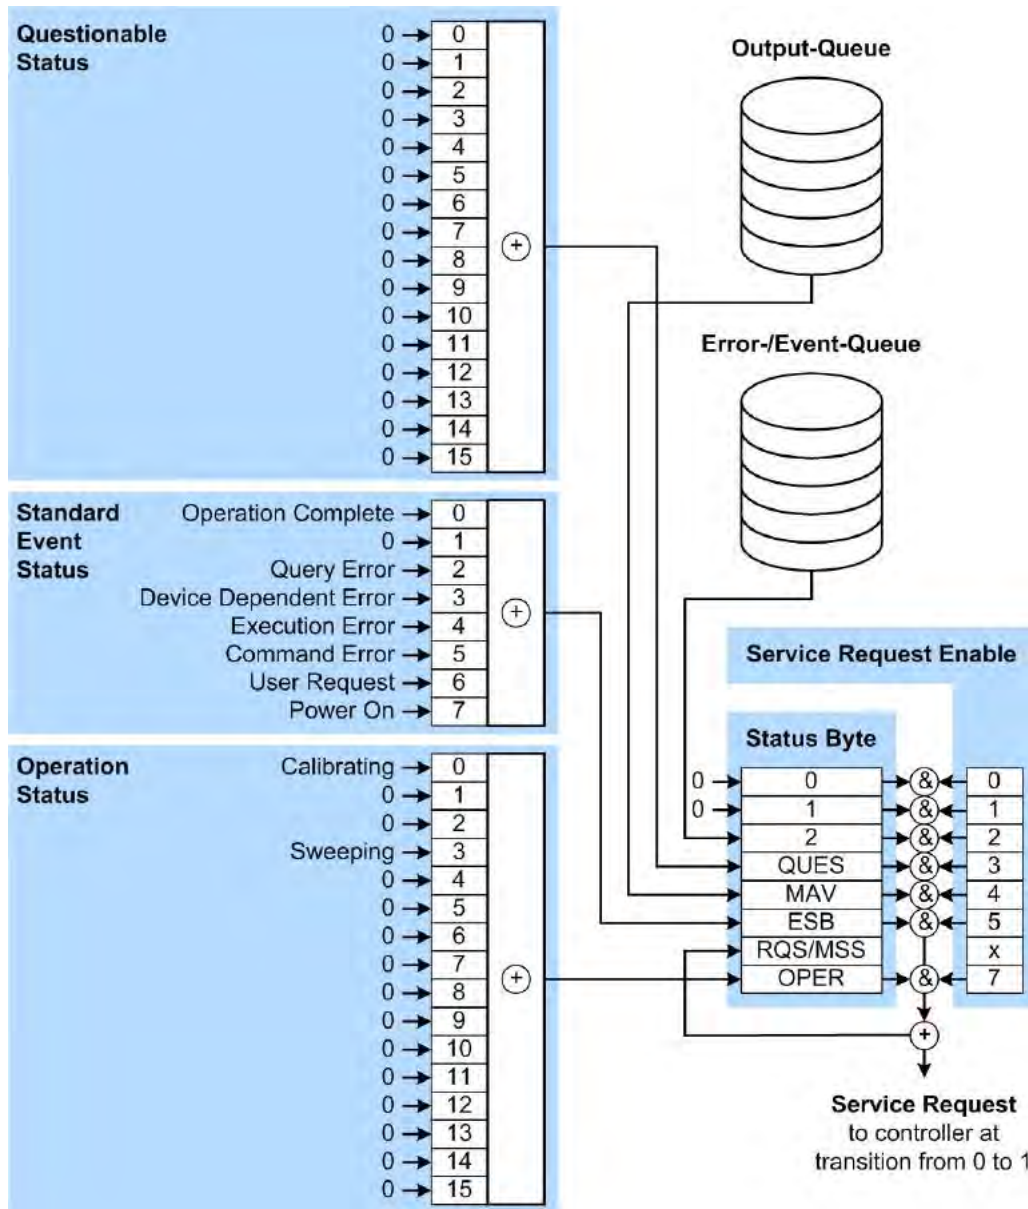 Questionable
Status
0 0
0 1
0 2
0 3
0 4
0 5
0 6
0 7
0 8
0 9
0 10
0 11
0 12
0 13
0 14
0 15
+
Output-Queue
Error-/Event-Queue
Standard
Event
Status
Operation Complete 0
0 1
Query Error 2
Device Dependent Error 3
Execution Error 4
Command Error 5
User Request 6
Power On 7
+
Operation
Status
Calibrating 0
0 1
0 2
Sweeping 3
0 4
0 5
0 6
0 7
0 8
0 9
0 10
0 11
0 12
0 13
0 14
0 15
+
Service Request Enable
Status Byte
0 0 & 0
0 1 & 1
2 & 2
QUES & 3
MAV & 4
ESB & 5
RQS/MSS x
OPER & 7
+
Service Request
to controller at
transition from 0 to 1